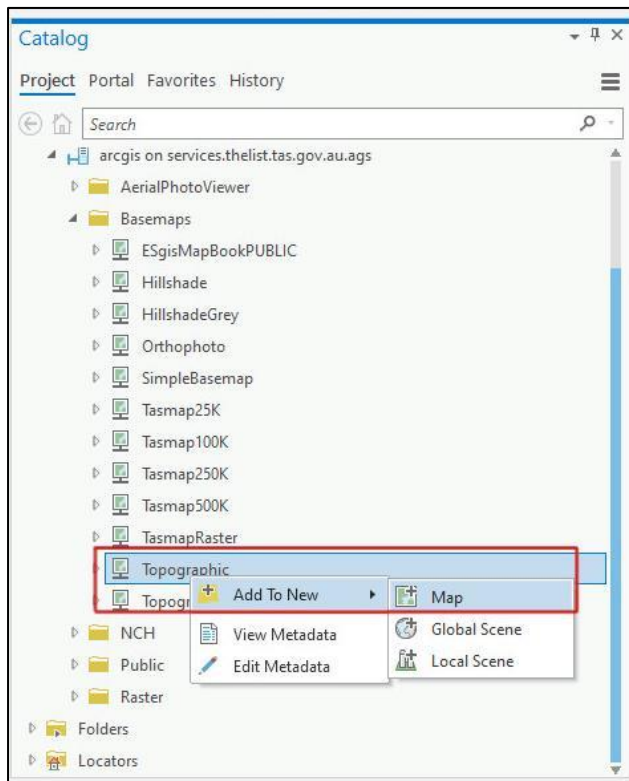 Catalog
Project Portal Favorites History
Search
arcgis on services.thelist.tas.gov.au.ags
AerialPhotoViewer
Basemaps
ESgisMapBookPUBLIC
Hillshade
HillshadeGrey
Orthophoto
SimpleBasemap
Tasmap25K
Tasmap100K
Tasmap250K
Tasmap500K
TasmapRaster
Topographic
Add To New Map
Topogr
Global Scene
NCH View Metadata
Local Scene
Public Edit Metadata
Raster
Folders
Locators